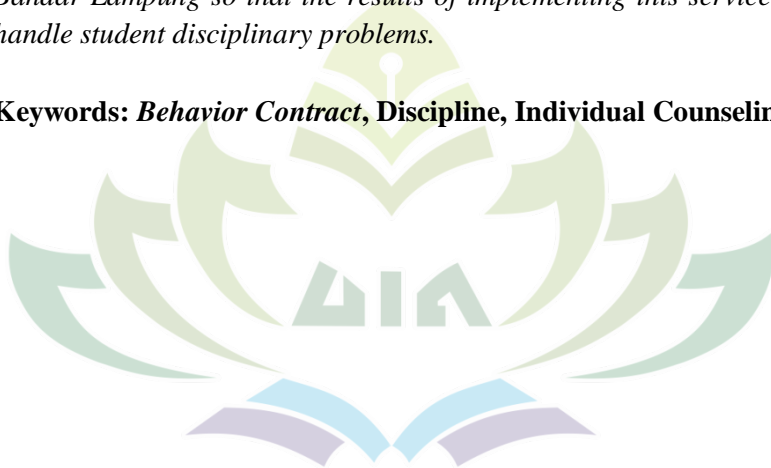 Bandar Lampung so that the results of implementing this service
handle student disciplinary problems.
Keywords: Behavior Contract, Discipline, Individual Counselin
UIN